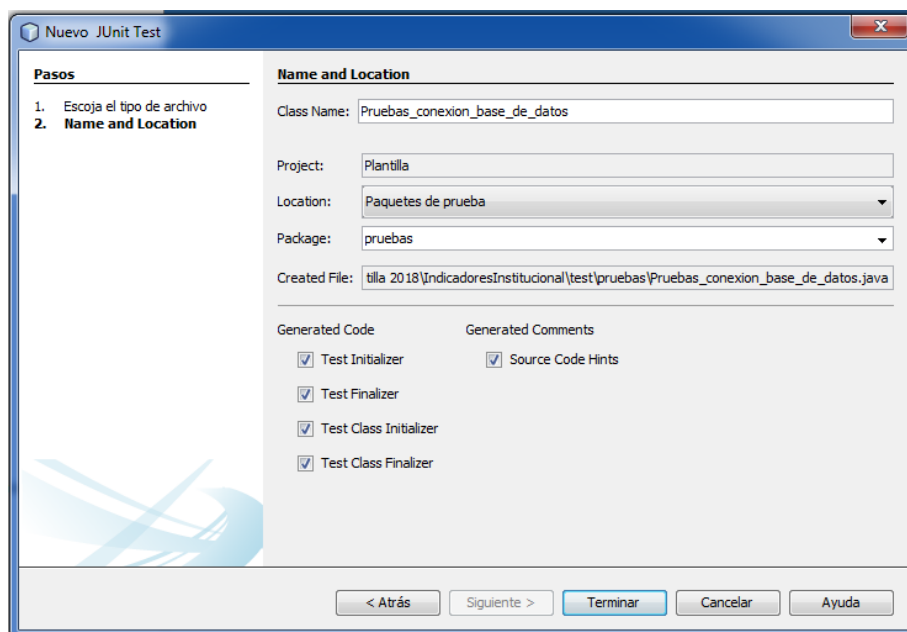 Nuevo JUnit Test
Pasos
1. Escoja el tipo de archivo
2. Name and Location
Name and Location
Class Name: Pruebas_conexion_base_de_datos
Project: Plantilla
Location: Paquetes de prueba
Package: pruebas
Created File: tilla 2018\IndicadoresInstitucional\test\pruebas\Pruebas_conexion_base_de_datos.java
Generated Code Generated Comments
Test Initializer Source Code Hints
Test Finalizer
Test Class Initializer
Test Class Finalizer
< Atrás Siguiente > Terminar Cancelar Ayuda